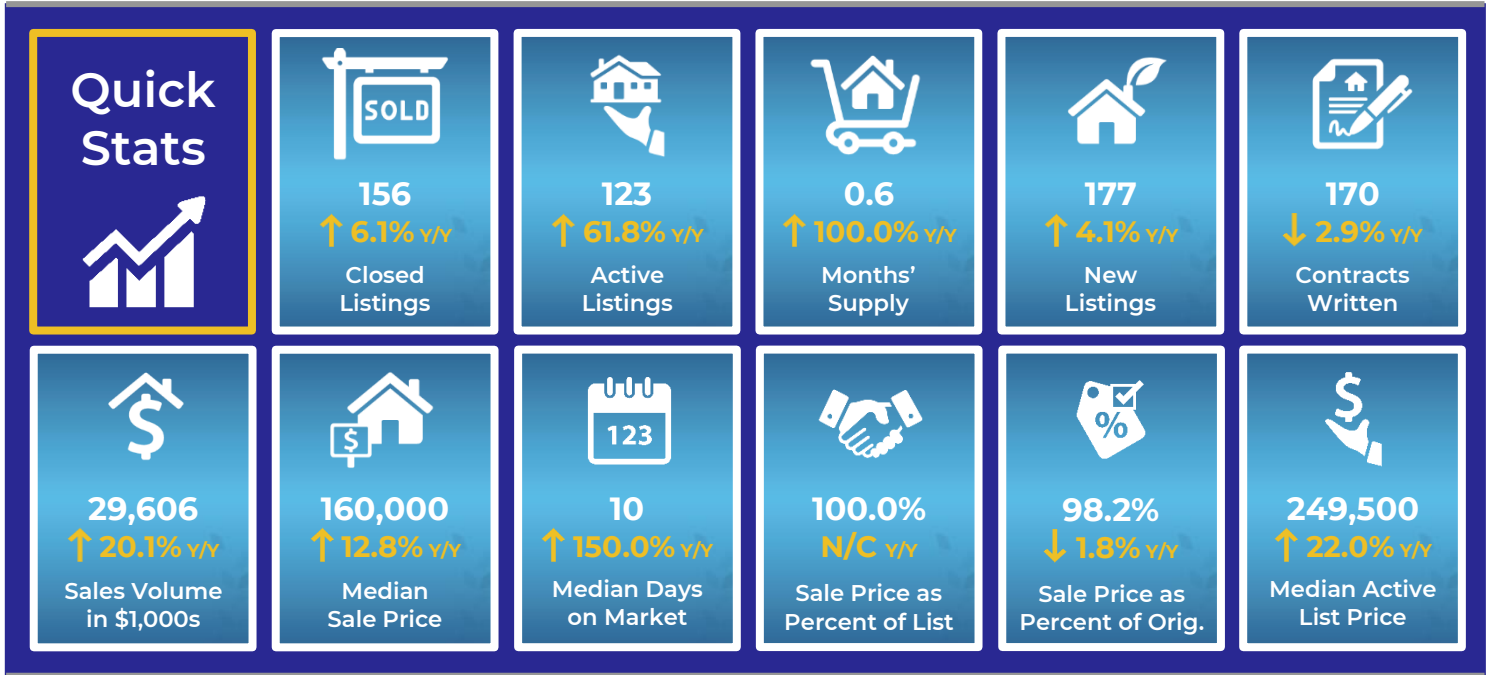 Quick
Stats
SOLD
156
↑ 6.1% Y/Y
Closed
Listings
123
↑ 61.8% Y/Y
Active
Listings
0.6
↑ 100.0% Y/Y
Months’
Supply
177
↑ 4.1% Y/Y
New
Listings
170
↓ 2.9% Y/Y
Contracts
Written
$
29,606
↑ 20.1% Y/Y
Sales Volume
in $1,000s
$
160,000
↑ 12.8% Y/Y
Median
Sale Price
123
10
↑ 150.0% Y/Y
Median Days
on Market
100.0%
N/C Y/Y
Sale Price as
Percent of List
%
98.2%
↓ 1.8% Y/Y
Sale Price as
Percent of Orig.
$
249,500
↑ 22.0% Y/Y
Median Active
List Price